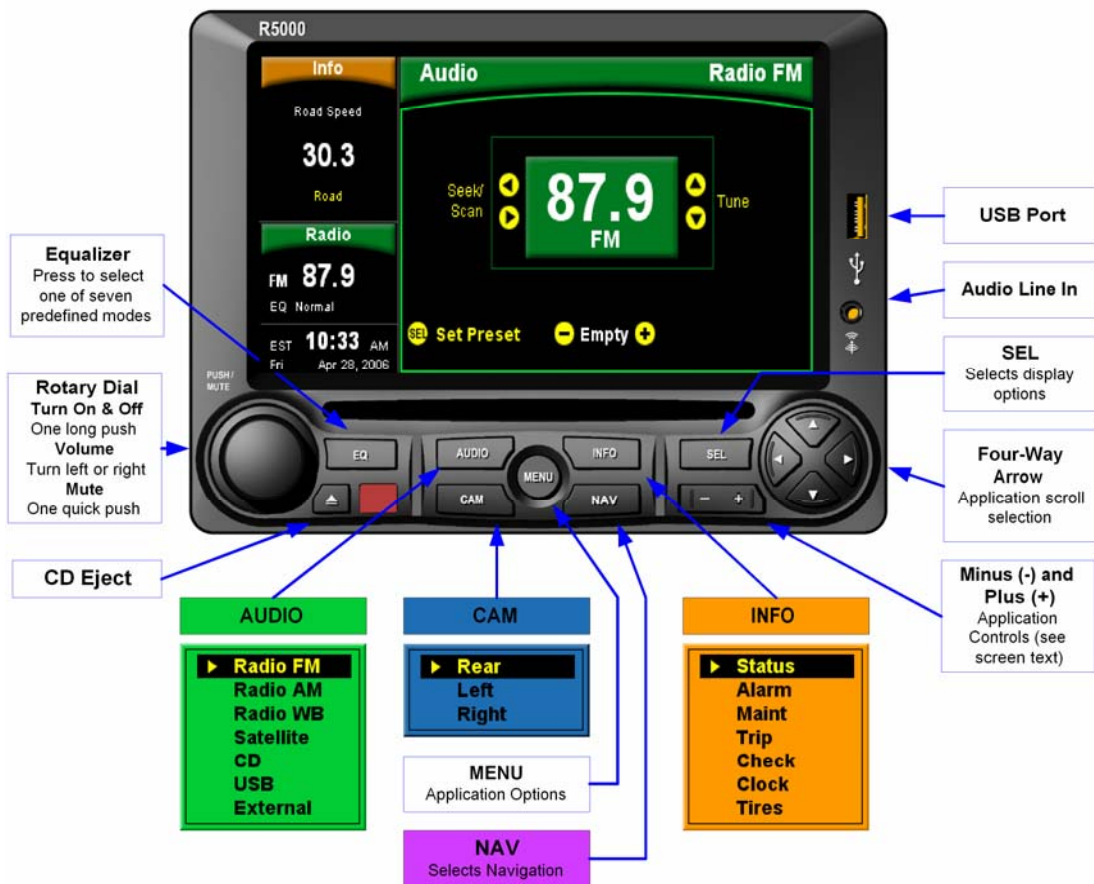 R5000
Info
Road Speed
30.3
Road
Radio
FM 87.9
EQ Normal
EST 10:33 AM
Fri Apr 28, 2006
Audio Radio FM
Seek/
Scan
87.9
FM
Tune
SEL Set Preset - Empty +
PUSH/
MUTE
EQ
AUDIO
CAM
MENU
INFO
NAV
SEL
- +
Equalizer
Press to select
one of seven
predefined modes
Rotary Dial
Turn On & Off
One long push
Volume
Turn left or right
Mute
One quick push
CD Eject
USB Port
Audio Line In
SEL
Selects display
options
Four-Way
Arrow
Application scroll
selection
Minus (-) and
Plus (+)
Application
Controls (see
screen text)
AUDIO
Radio FM
Radio AM
Radio WB
Satellite
CD
USB
External
CAM
Rear
Left
Right
MENU
Application Options
NAV
Selects Navigation
INFO
Status
Alarm
Maint
Trip
Check
Clock
Tires